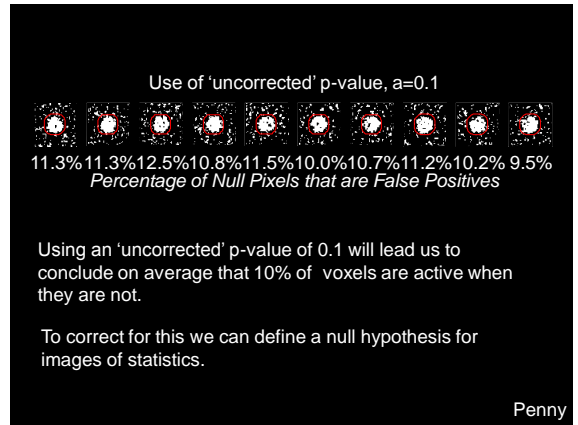 Use of ‘uncorrected’ p-value, a=0.1
11.3% 11.3% 12.5% 10.8% 11.5% 10.0% 10.7% 11.2% 10.2% 9.5%
Percentage of Null Pixels that are False Positives
Using an ‘uncorrected’ p-value of 0.1 will lead us to
conclude on average that 10% of voxels are active when
they are not.
To correct for this we can define a null hypothesis for
images of statistics.
Penny